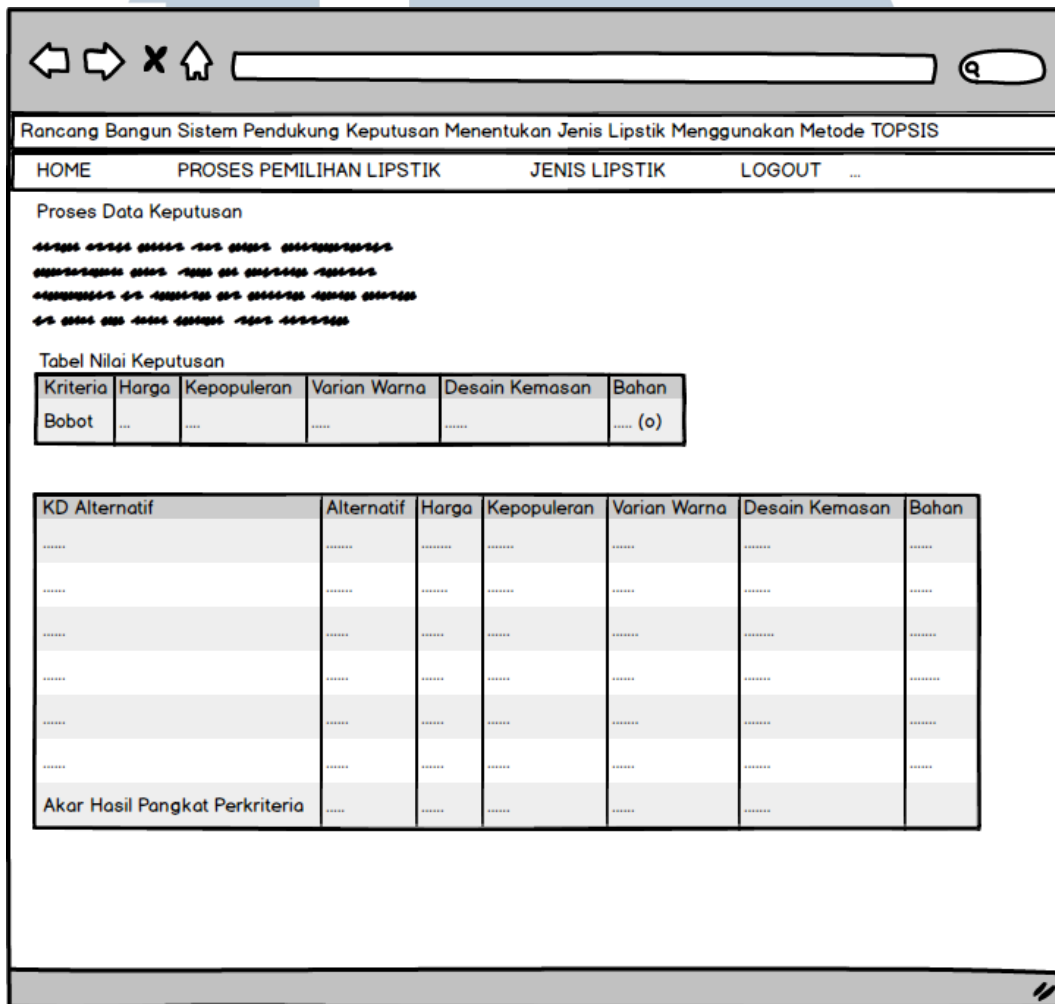 Rancang Bangun Sistem Pendukung Keputusan Menentukan Jenis Lipstik Menggunakan Metode TOPSIS
HOME PROSES PEMILIHAN LIPSTIK JENIS LIPSTIK LOGOUT ...
Proses Data Keputusan
Tabel Nilai Keputusan
Kriteria Harga Kepopuleran Varian Warna Desain Kemasan Bahan
Bobot ... .... ..... ...... ..... (o)
KD Alternatif Alternatif Harga Kepopuleran Varian Warna Desain Kemasan Bahan
...... ....... ........ ....... ...... ....... ......
...... ....... ....... ....... ...... ....... ......
...... ...... ...... ...... ....... ........ .......
...... ...... ...... ...... ...... ....... ........
...... ...... ...... ...... ....... ....... .......
...... ...... ...... ...... ...... ....... ......
Akar Hasil Pangkat Perkriteria ..... ...... ...... ...... .......